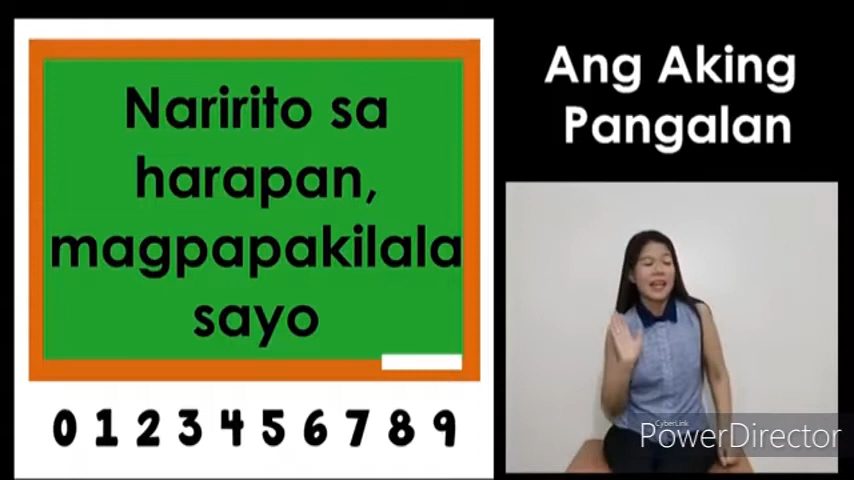 Naririto sa
harapan,
magpapakilala
sayo
0 1 2 3 4 5 6 7 8 9
Ang Aking
Pangalan
CyberLink
PowerDirector